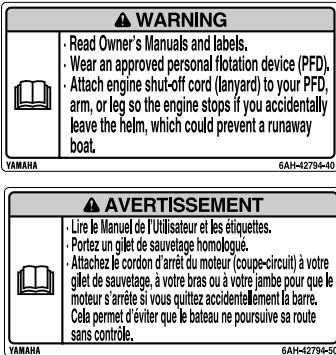 WARNING
· Read Owner's Manuals and labels.
· Wear an approved personal flotation device (PFD).
· Attach engine shut-off cord (lanyard) to your PFD,
arm, or leg so the engine stops if you accidentally
leave the helm, which could prevent a runaway
boat.
YAMAHA 6AH-42794-40
AVERTISSEMENT
· Lire le Manuel de l'Utilisateur et les étiquettes.
· Portez un gilet de sauvetage homologué.
· Attachez le cordon d'arrêt du moteur (coupe-circuit) à votre
gilet de sauvetage, à votre bras ou à votre jambe pour que le
moteur s'arrête si vous quittez accidentellement la barre.
Cela permet d'éviter que le bateau ne poursuive sa route
sans contrôle.
YAMAHA 6AH-42794-50